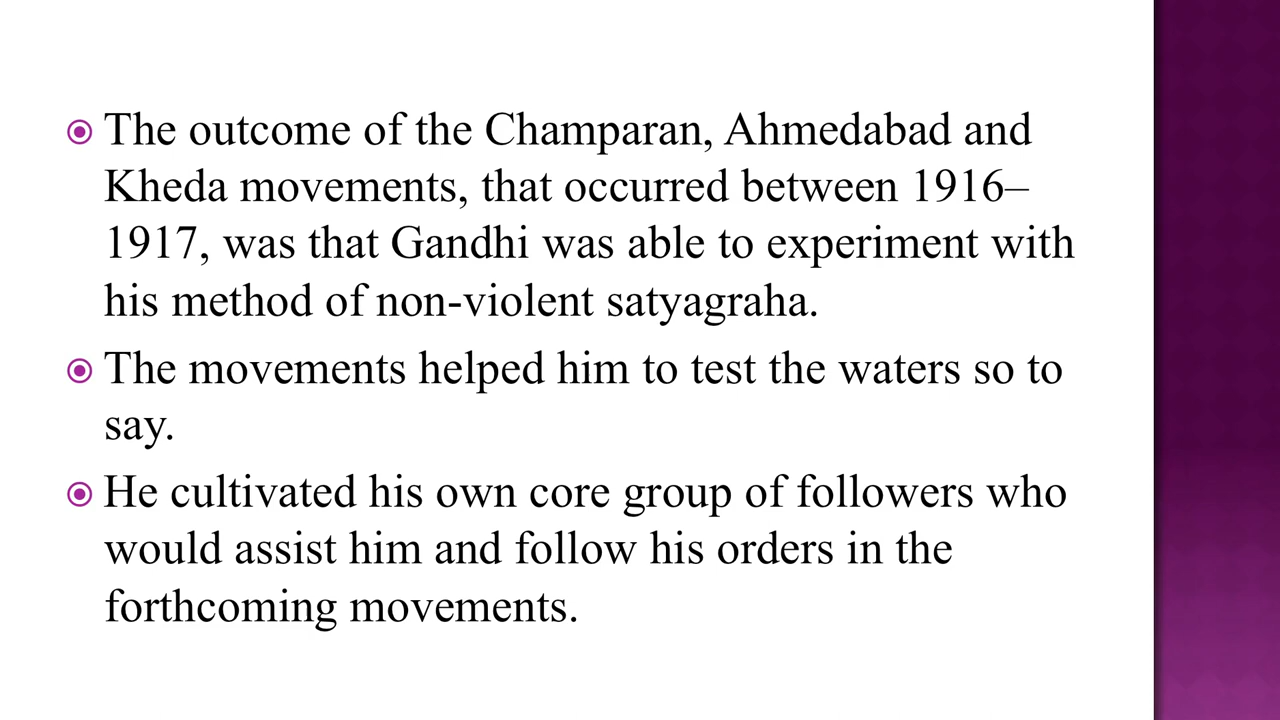 The outcome of the Champaran, Ahmedabad and
Kheda movements, that occurred between 1916–
1917, was that Gandhi was able to experiment with
his method of non-violent satyagraha.
The movements helped him to test the waters so to
say.
He cultivated his own core group of followers who
would assist him and follow his orders in the
forthcoming movements.